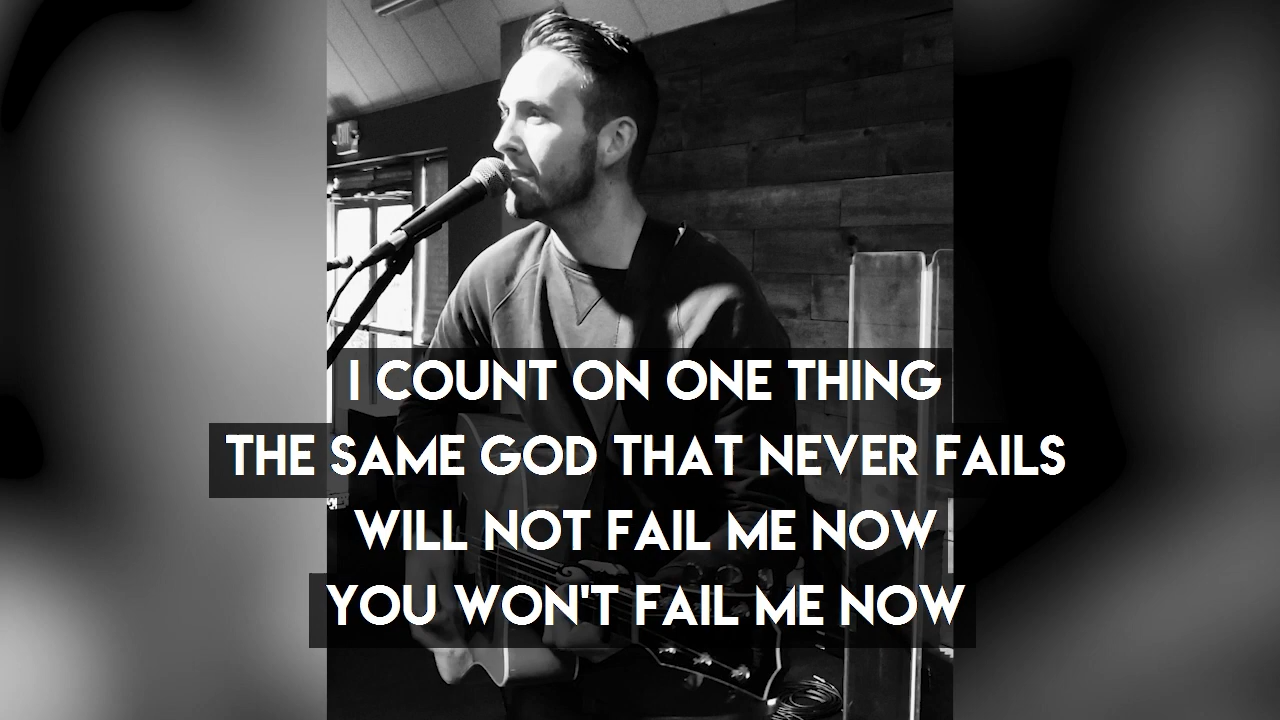 I COUNT ON ONE THING
THE SAME GOD THAT NEVER FAILS
WILL NOT FAIL ME NOW
YOU WON'T FAIL ME NOW